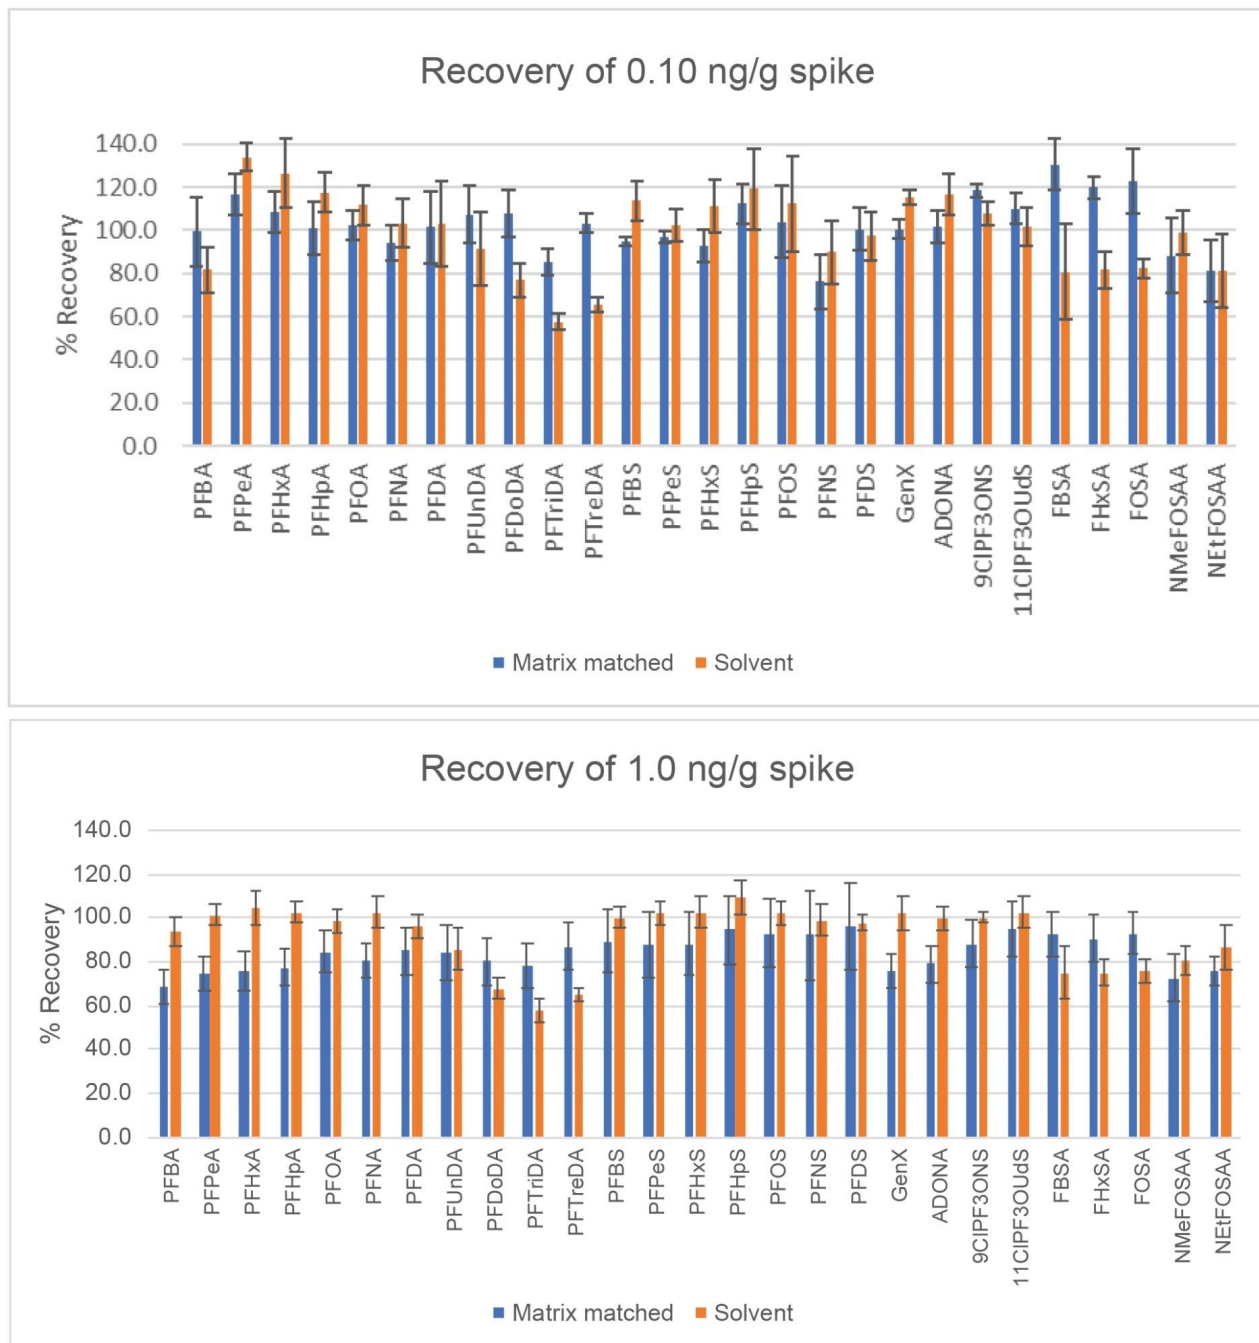 Recovery of 0.10 ng/g spike
% Recovery
140.0
120.0
100.0
80.0
60.0
40.0
20.0
0.0
PFBA
PFPeA
PFHxA
PFHpA
PFOA
PFNA
PFDA
PFUnDA
PFDoDA
PFTriDA
PFTreDA
PFBS
PFPeS
PFHxS
PFHpS
PFOS
PFNS
PFDS
GenX
ADONA
9ClPF3ONS
11ClPF3OUdS
FBSA
FHxSA
FOSA
NMeFOSAA
NEtFOSAA
Matrix matched
Solvent
Recovery of 1.0 ng/g spike
% Recovery
140.0
120.0
100.0
80.0
60.0
40.0
20.0
0.0
PFBA
PFPeA
PFHxA
PFHpA
PFOA
PFNA
PFDA
PFUnDA
PFDoDA
PFTriDA
PFTreDA
PFBS
PFPeS
PFHxS
PFHpS
PFOS
PFNS
PFDS
GenX
ADONA
9ClPF3ONS
11ClPF3OUdS
FBSA
FHxSA
FOSA
NMeFOSAA
NEtFOSAA
Matrix matched
Solvent